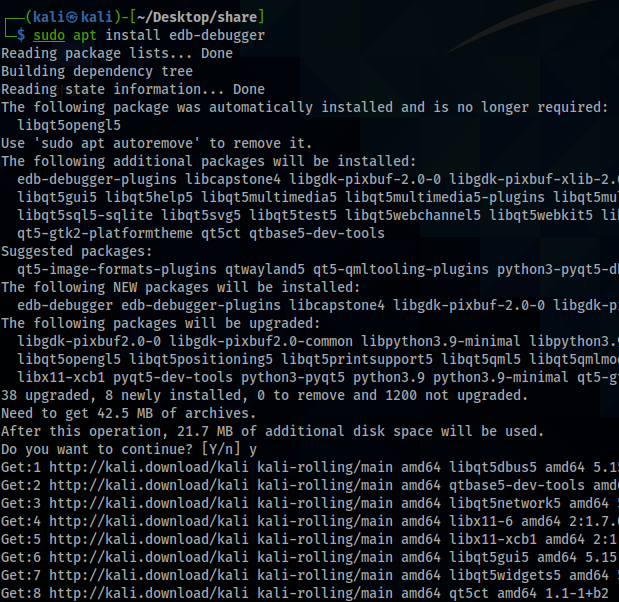 ┌──(kali㉿kali)-[~/Desktop/share]
└─$ sudo apt install edb-debugger
Reading package lists... Done
Building dependency tree
Reading state information... Done
The following package was automatically installed and is no longer required:
libqt5opengl5
Use 'sudo apt autoremove' to remove it.
The following additional packages will be installed:
edb-debugger-plugins libcapstone4 libgdk-pixbuf-2.0-0 libgdk-pixbuf-xlib-2.0
libqt5gui5 libqt5help5 libqt5multimedia5 libqt5multimedia5-plugins libqt5mu
libqt5sql5-sqlite libqt5svg5 libqt5test5 libqt5webchannel5 libqt5webkit5 li
qt5-gtk2-platformtheme qt5ct qtbase5-dev-tools
Suggested packages:
qt5-image-formats-plugins qtwayland5 qt5-qmltooling-plugins python3-pyqt5-d
The following NEW packages will be installed:
edb-debugger edb-debugger-plugins libcapstone4 libgdk-pixbuf-2.0-0 libgdk-p
The following packages will be upgraded:
libgdk-pixbuf2.0-0 libgdk-pixbuf2.0-common libpython3.9-minimal libpython3.
libqt5opengl5 libqt5positioning5 libqt5printsupport5 libqt5qml5 libqt5qmlmo
libx11-xcb1 pyqt5-dev-tools python3-pyqt5 python3.9 python3.9-minimal qt5-g
38 upgraded, 8 newly installed, 0 to remove and 1200 not upgraded.
Need to get 42.5 MB of archives.
After this operation, 21.7 MB of additional disk space will be used.
Do you want to continue? [Y/n] y
Get:1 http://kali.download/kali kali-rolling/main amd64 libqt5dbus5 amd64 5.15
Get:2 http://kali.download/kali kali-rolling/main amd64 qtbase5-dev-tools amd
Get:3 http://kali.download/kali kali-rolling/main amd64 libqt5network5 amd64
Get:4 http://kali.download/kali kali-rolling/main amd64 libx11-6 amd64 2:1.7.
Get:5 http://kali.download/kali kali-rolling/main amd64 libx11-xcb1 amd64 2:1
Get:6 http://kali.download/kali kali-rolling/main amd64 libqt5gui5 amd64 5.15
Get:7 http://kali.download/kali kali-rolling/main amd64 libqt5widgets5 amd64
Get:8 http://kali.download/kali kali-rolling/main amd64 qt5ct amd64 1.1-1+b2